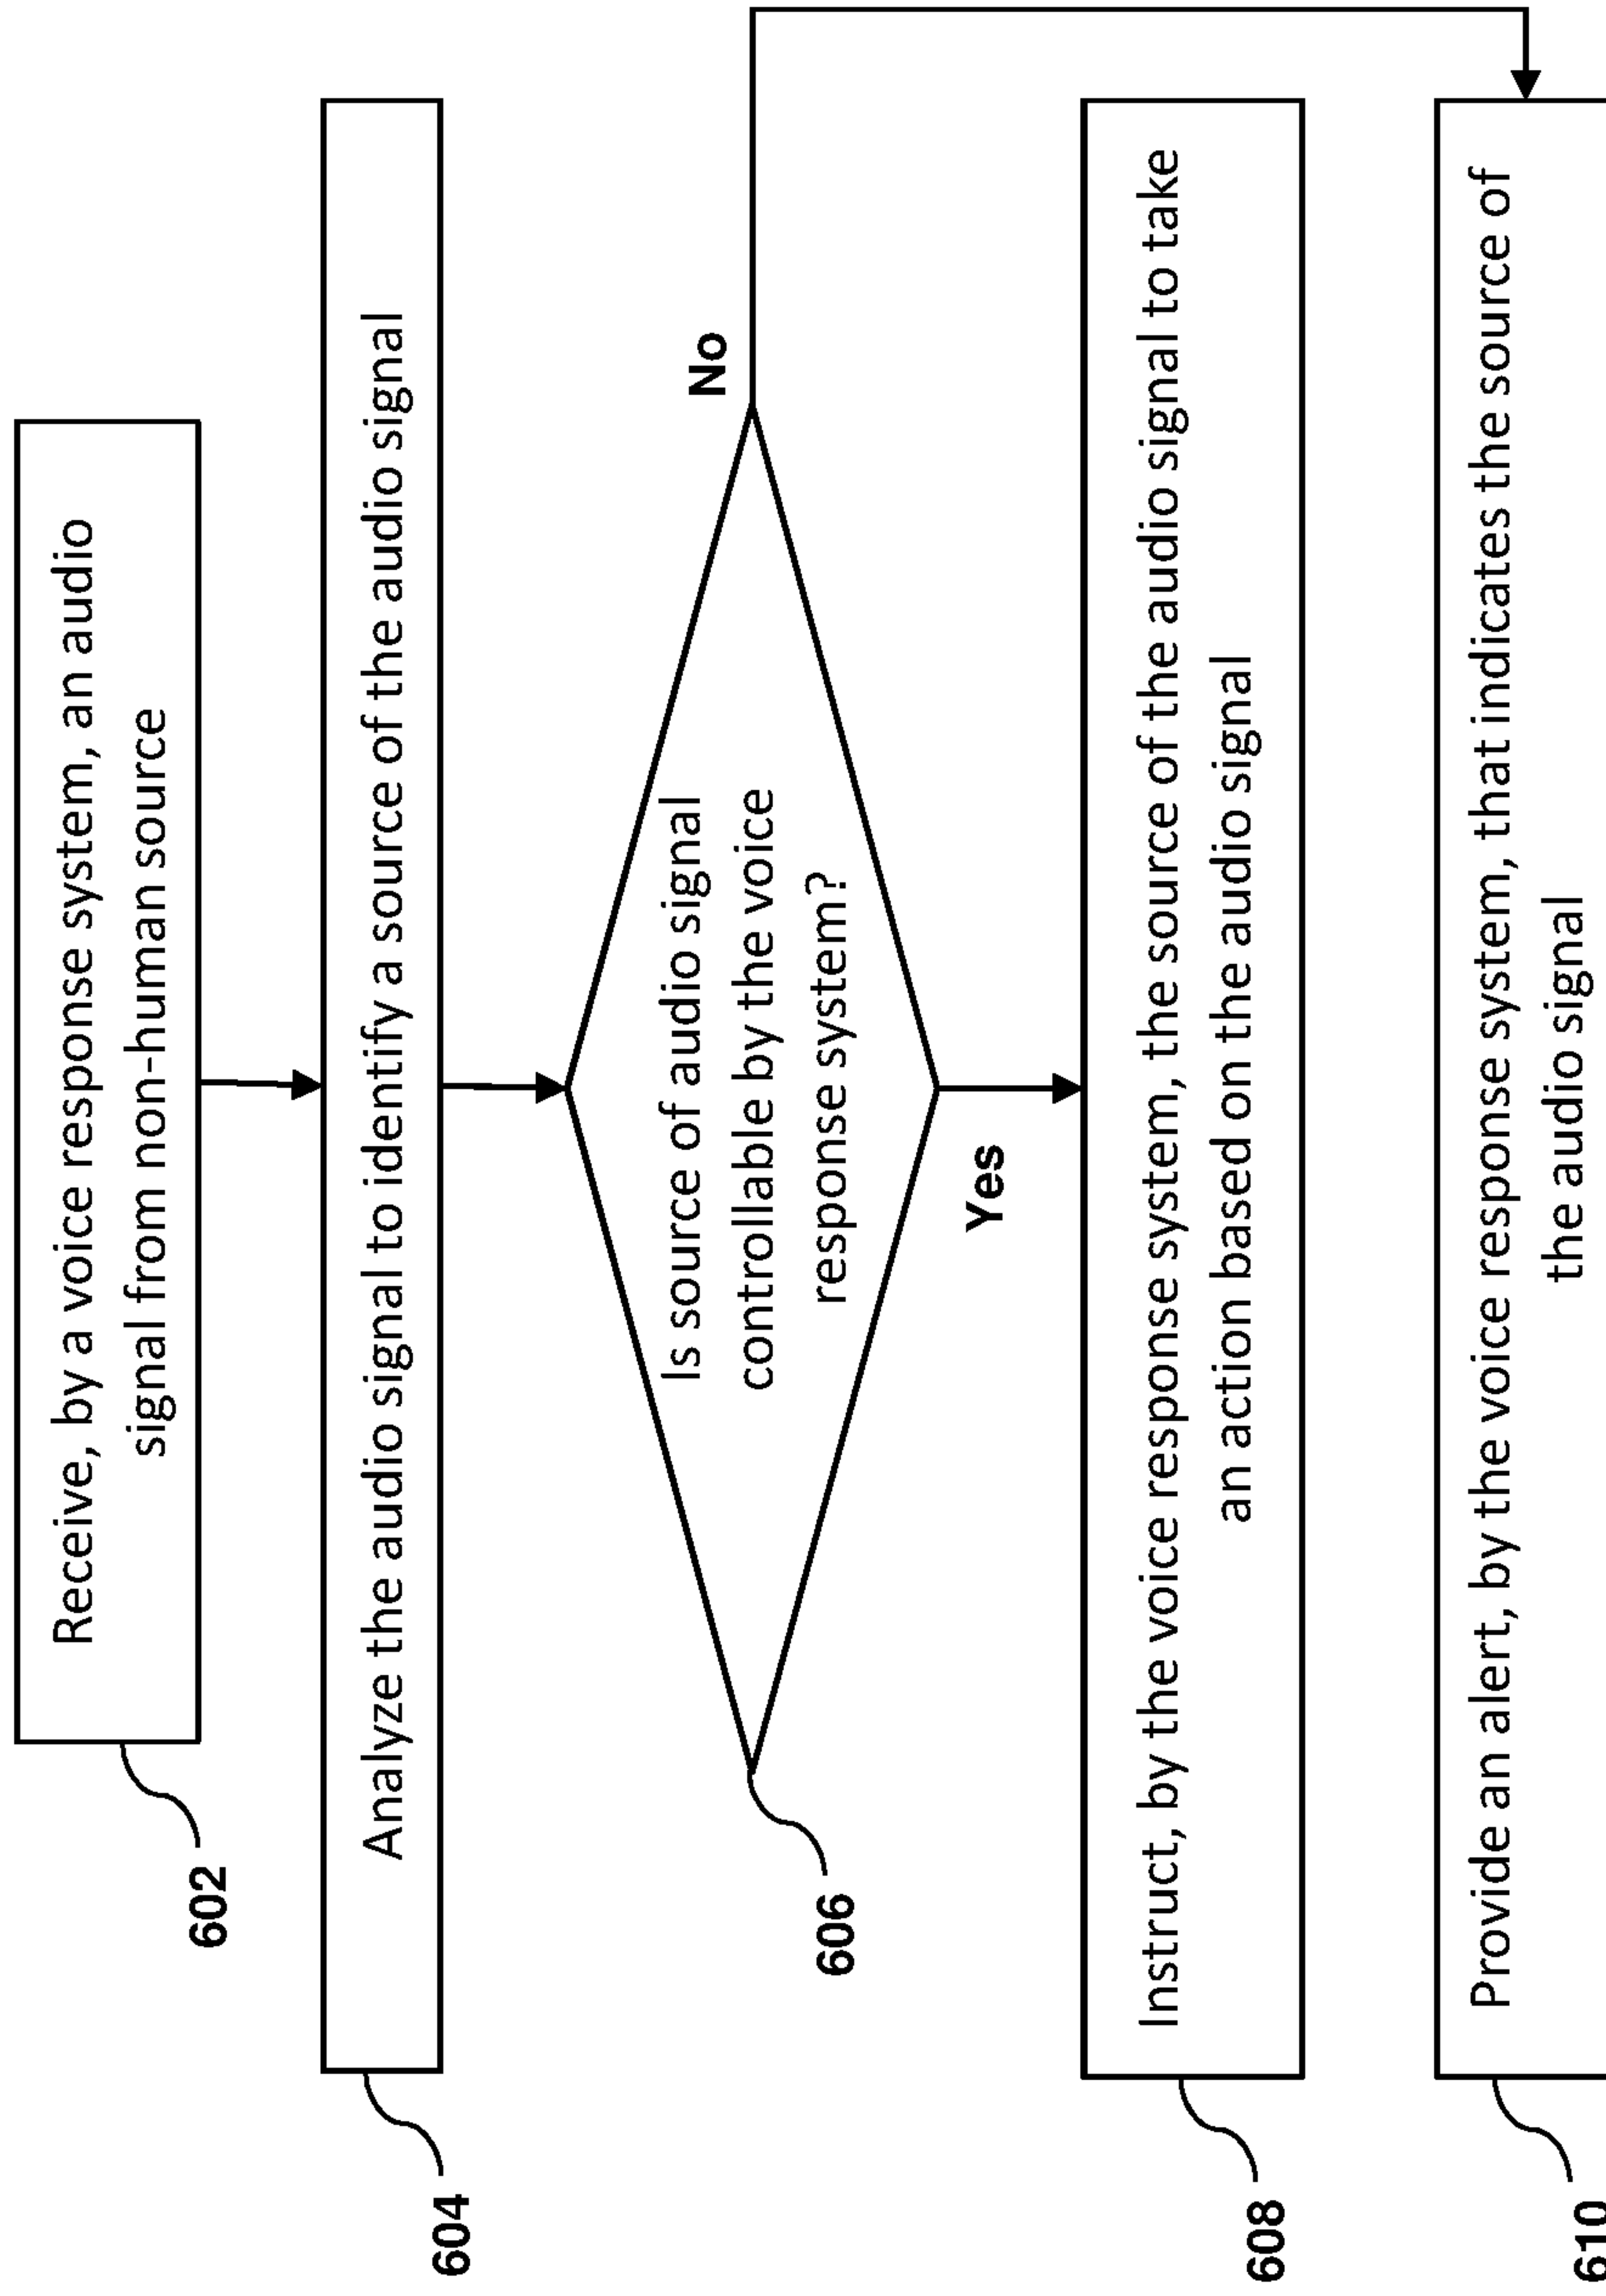 Receive, by a voice response system, an audio
signal from non-human source
602
Analyze the audio signal to identify a source of the audio signal
604
Is source of audio signal
controllable by the voice
response system?
606
No
Yes
Instruct, by the voice response system, the source of the audio signal to take
an action based on the audio signal
608
Provide an alert, by the voice response system, that indicates the source of
the audio signal
610